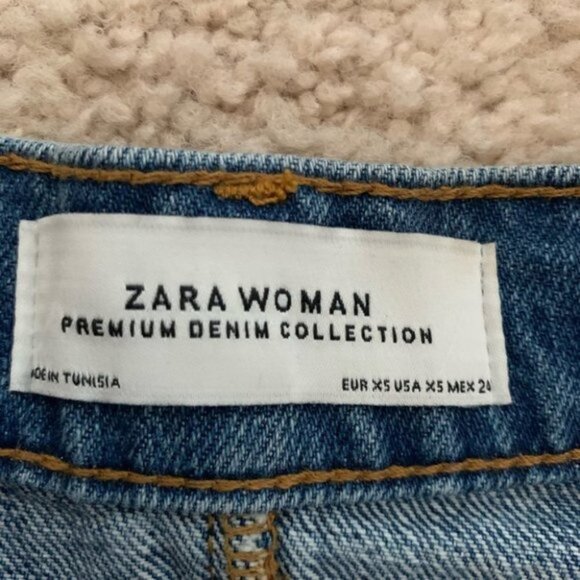 ZARA WOMAN
PREMIUM DENIM COLLECTION
IN TUNISIA
EUR XS USA XS MEX 24